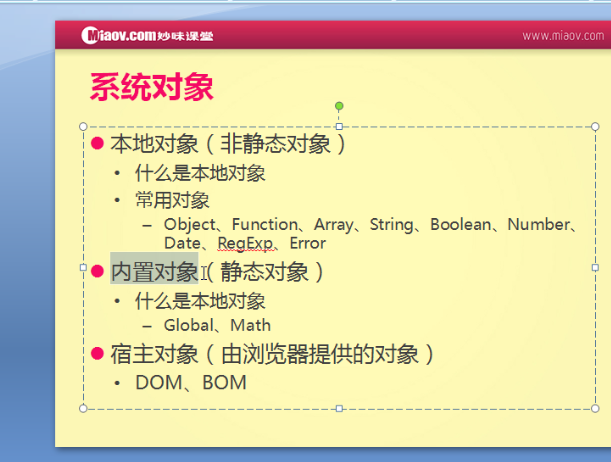 Miaov.com 妙味课堂
www.miaov.com
系统对象
本地对象（非静态对象）
什么是本地对象
常用对象
– Object、Function、Array、String、Boolean、Number、
Date、RegExp、Error
内置对象（静态对象）
什么是本地对象
– Global、Math
宿主对象（由浏览器提供的对象）
DOM、BOM